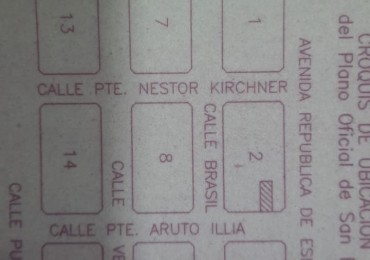 CROQUIS DE UBICACION
del Plano Oficial de San
AVENIDA REPUBLICA DE ES
1
7
13
CALLE PTE. NESTOR KIRCHNER
CALLE BRASIL
2
8
14
CALLE
CALLE PTE. ARUTO ILLIA
CALLE